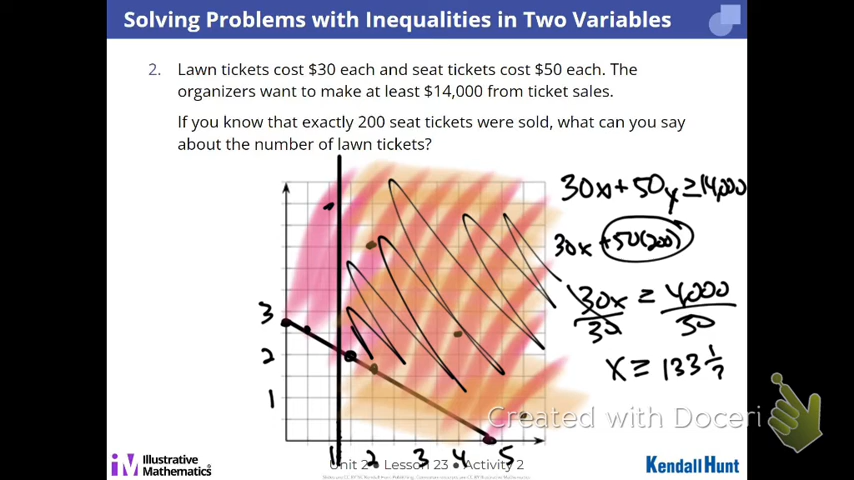 Solving Problems with Inequalities in Two Variables
2. Lawn tickets cost $30 each and seat tickets cost $50 each. The
organizers want to make at least $14,000 from ticket sales.
If you know that exactly 200 seat tickets were sold, what can you say
about the number of lawn tickets?
30x+50y≥14,000
30x+50(200)
30x ≥ 4000
30 30
x ≥ 133 1/3
3
2
1
1 2 3 4 5
Created with Doceri
Unit 2 • Lesson 23 • Activity 2
Illustrative
Mathematics®
Kendall Hunt